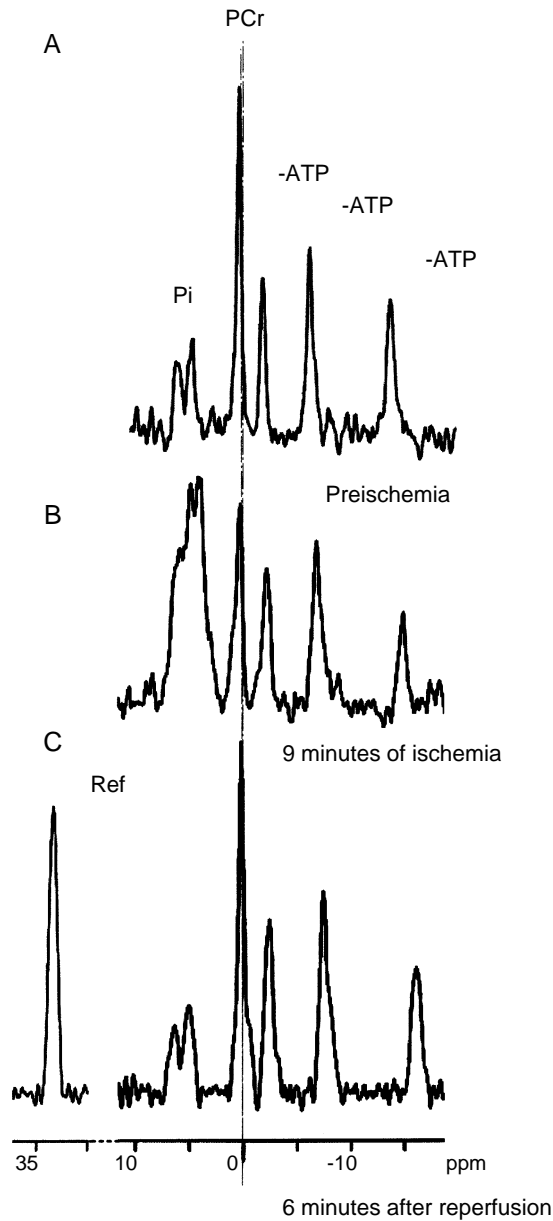 PCr
A
-ATP
-ATP
-ATP
Pi
Preischemia
B
9 minutes of ischemia
C
Ref
35 10 0 -10 ppm
6 minutes after reperfusion